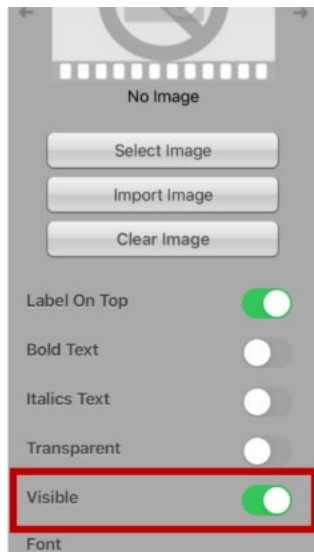 No Image
Select Image
Import Image
Clear Image
Label On Top
Bold Text
Italics Text
Transparent
Visible
Font